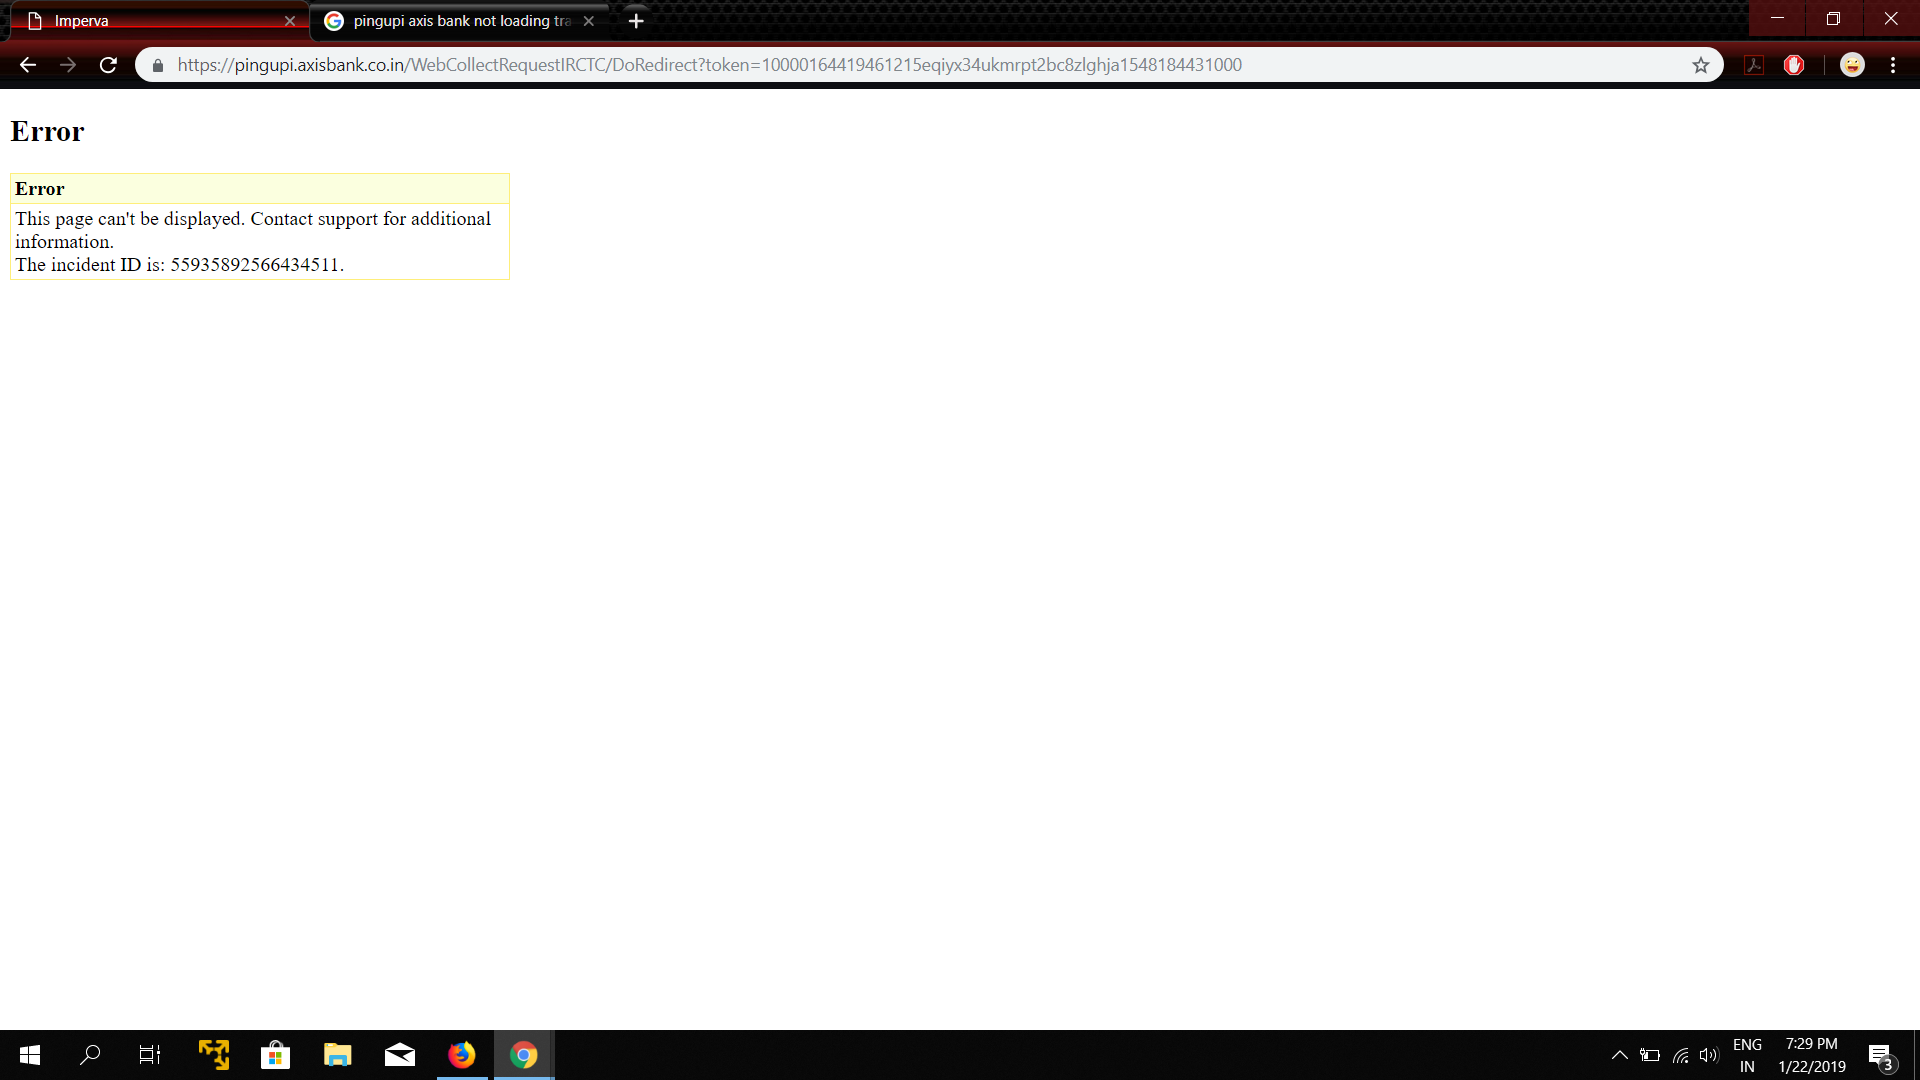 Imperva
pingupi axis bank not loading tra
https://pingupi.axisbank.co.in/WebCollectRequestIRCTC/DoRedirect?token=10000164419461215eqiyx34ukmrpt2bc8zlghja1548184431000
Error
Error
This page can't be displayed. Contact support for additional
information.
The incident ID is: 55935892566434511.
ENG
IN
7:29 PM
1/22/2019
3